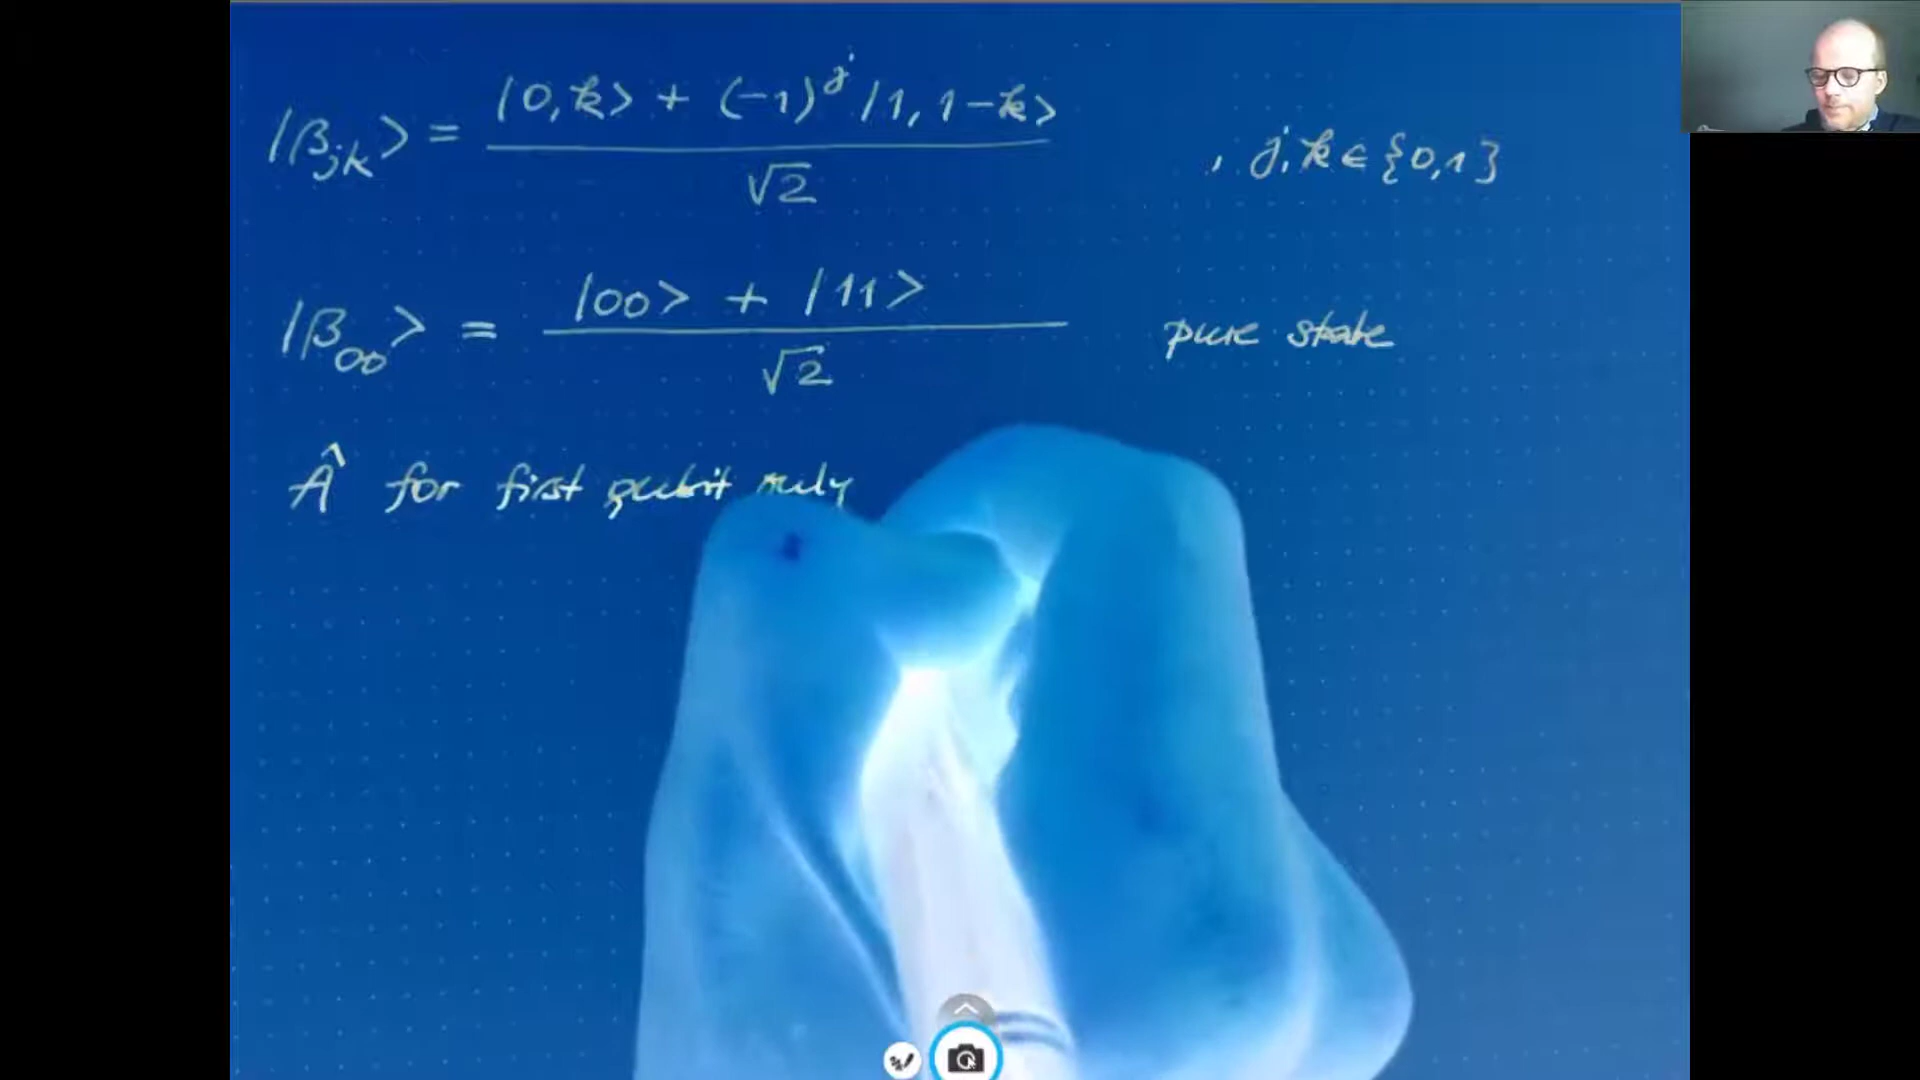 |β_jk> = (|0,k> + (-1)^j |1,1-k>) / √2 , j,k ∈ {0,1}
|β_00> = (|00> + |11>) / √2 pure state
Â for first qubit only